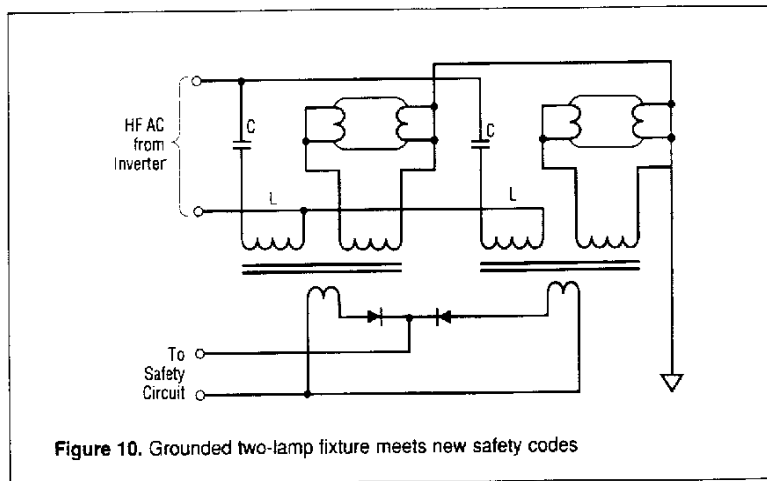 HF AC
from
Inverter
C
C
L
L
To
Safety
Circuit
Figure 10. Grounded two-lamp fixture meets new safety codes